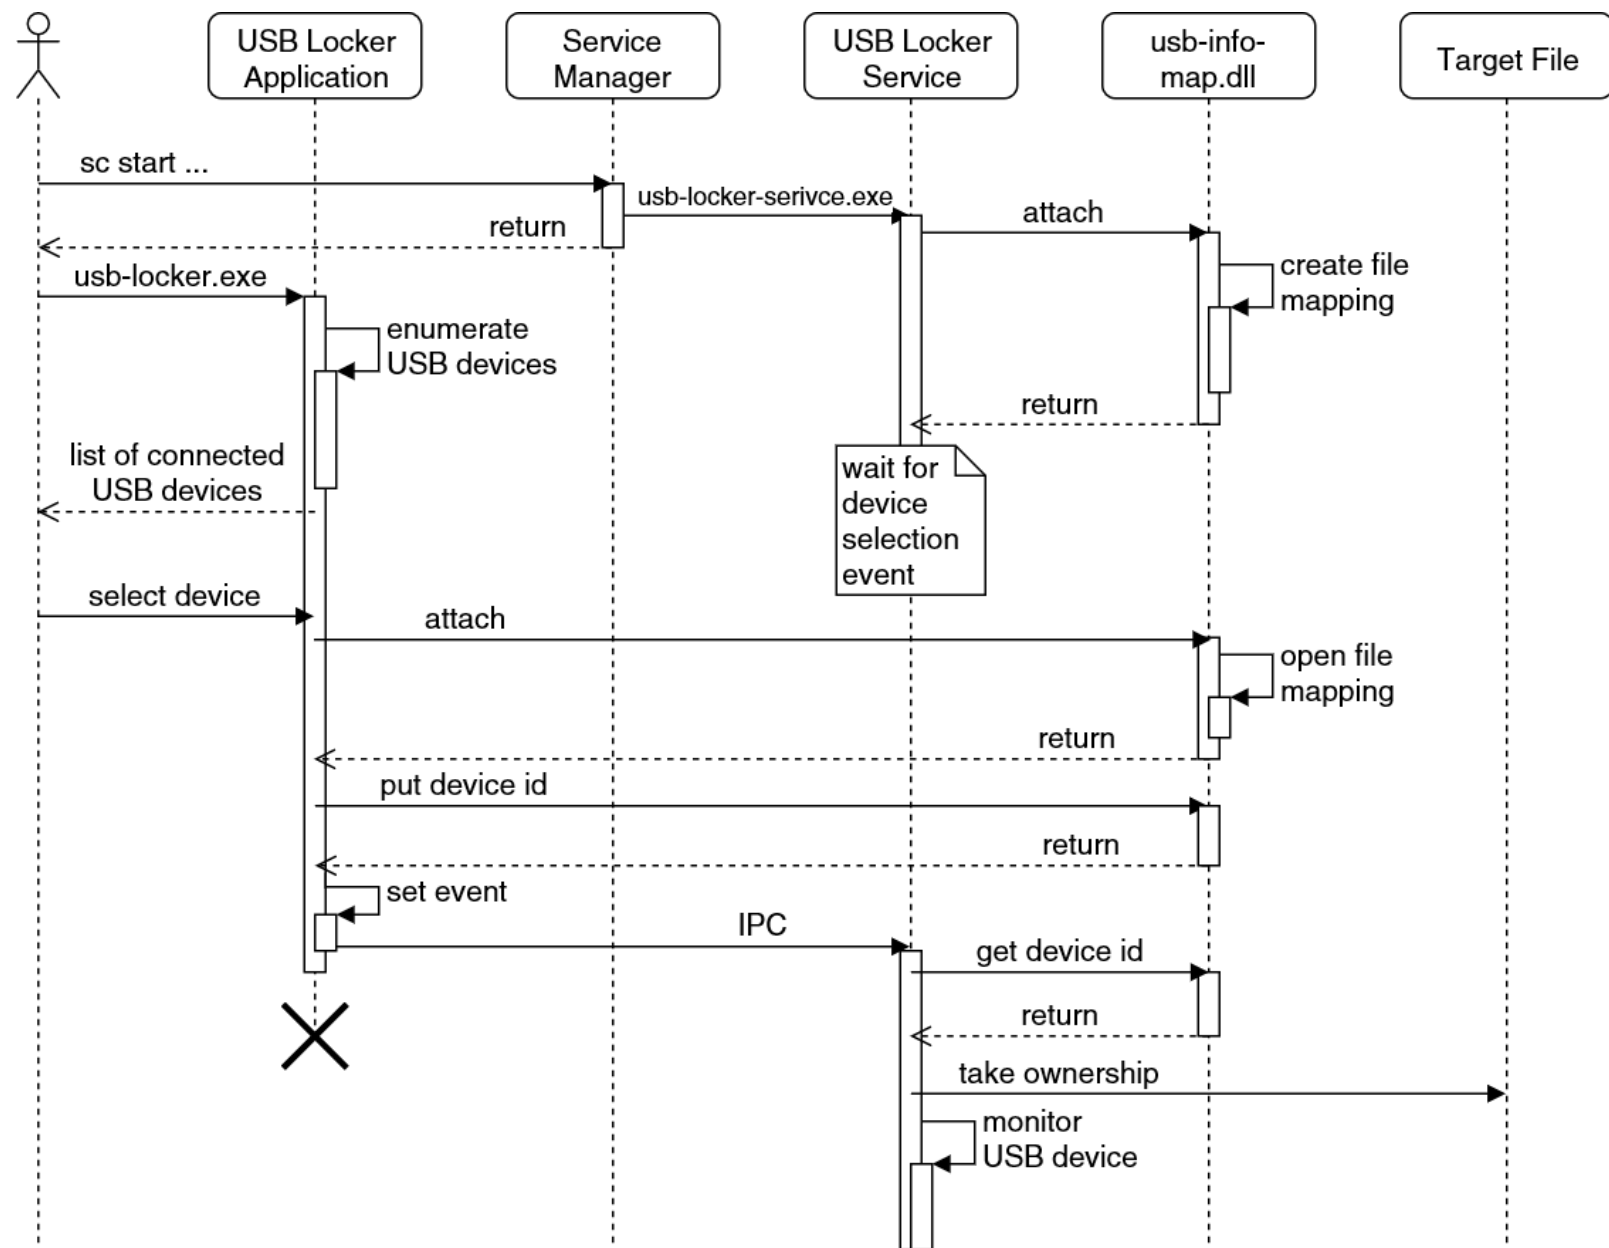 USB Locker
Application
Service
Manager
USB Locker
Service
usb-info-
map.dll
Target File
sc start ...
usb-locker-serivce.exe
attach
return
create file
mapping
usb-locker.exe
enumerate
USB devices
return
list of connected
USB devices
wait for
device
selection
event
select device
attach
open file
mapping
return
put device id
return
set event
IPC
get device id
return
take ownership
monitor
USB device